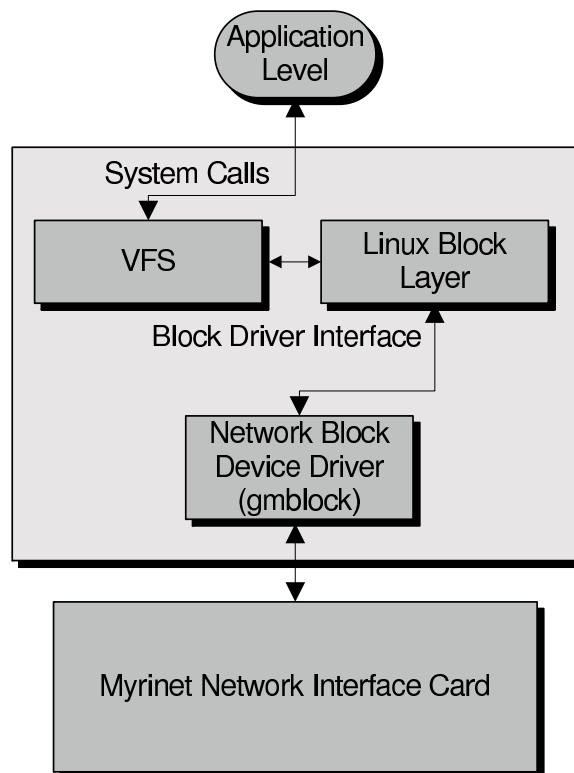 Application
Level
System Calls
VFS
Linux Block
Layer
Block Driver Interface
Network Block
Device Driver
(gmblock)
Myrinet Network Interface Card